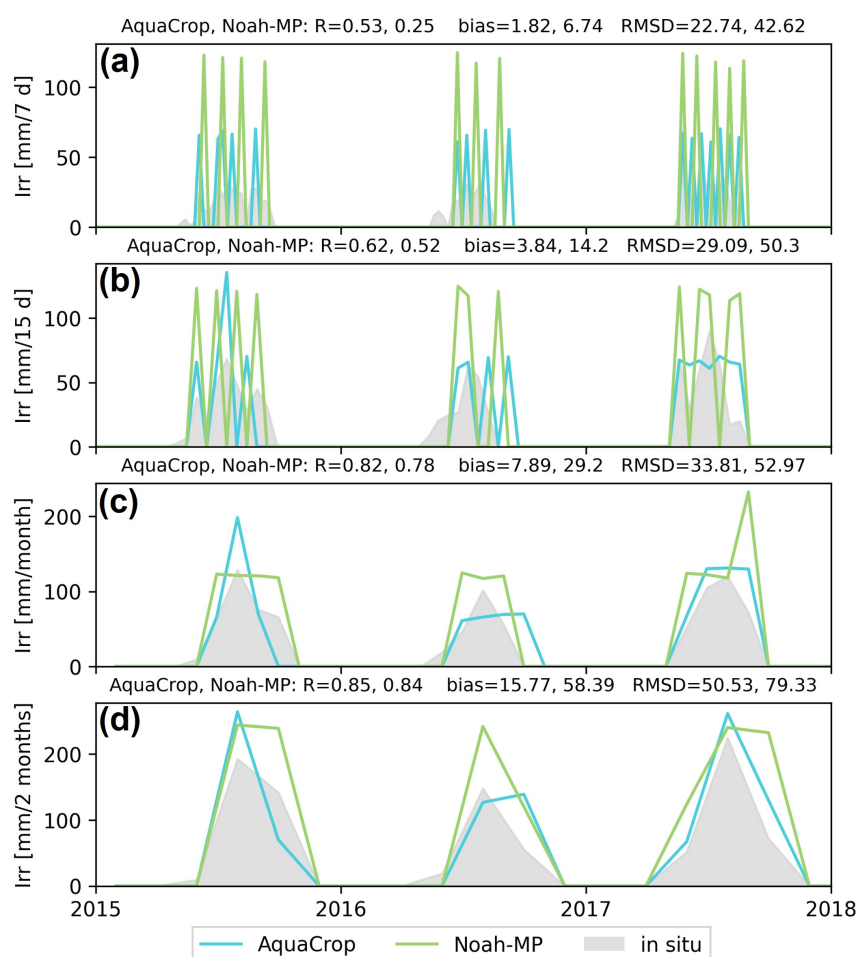 AquaCrop, Noah-MP: R=0.53, 0.25 bias=1.82, 6.74 RMSD=22.74, 42.62
(a)
Irr [mm/7 d]
100
50
0
AquaCrop, Noah-MP: R=0.62, 0.52 bias=3.84, 14.2 RMSD=29.09, 50.3
(b)
Irr [mm/15 d]
100
50
0
AquaCrop, Noah-MP: R=0.82, 0.78 bias=7.89, 29.2 RMSD=33.81, 52.97
(c)
Irr [mm/month]
200
100
0
AquaCrop, Noah-MP: R=0.85, 0.84 bias=15.77, 58.39 RMSD=50.53, 79.33
(d)
Irr [mm/2 months]
200
100
0
2015 2016 2017 2018
AquaCrop Noah-MP in situ